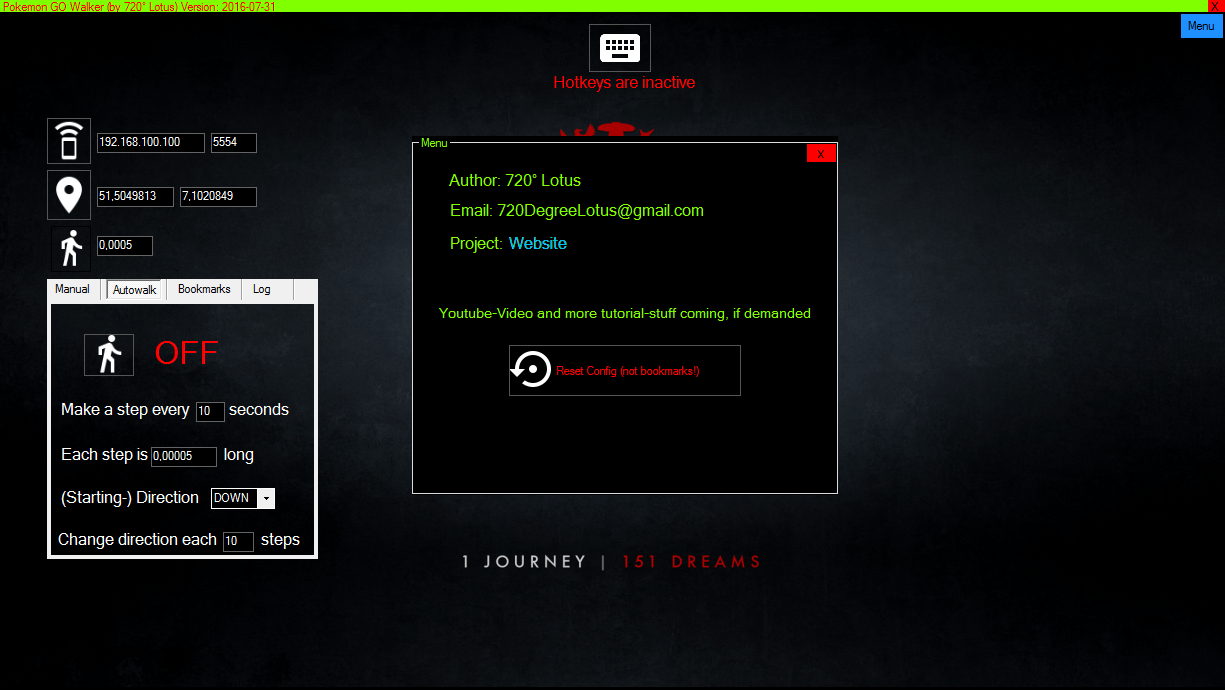 Pokemon GO Walker (by 720° Lotus) Version: 2016-07-31
X
Menu
Hotkeys are inactive
192.168.100.100 5554
51,5049813 7,1020849
0,0005
Manual Autowalk Bookmarks Log
OFF
Make a step every 10 seconds
Each step is 0,00005 long
(Starting-) Direction DOWN
Change direction each 10 steps
Menu
X
Author: 720° Lotus
Email: 720DegreeLotus@gmail.com
Project: Website
Youtube-Video and more tutorial-stuff coming, if demanded
Reset Config (not bookmarks!)
1 JOURNEY | 151 DREAMS